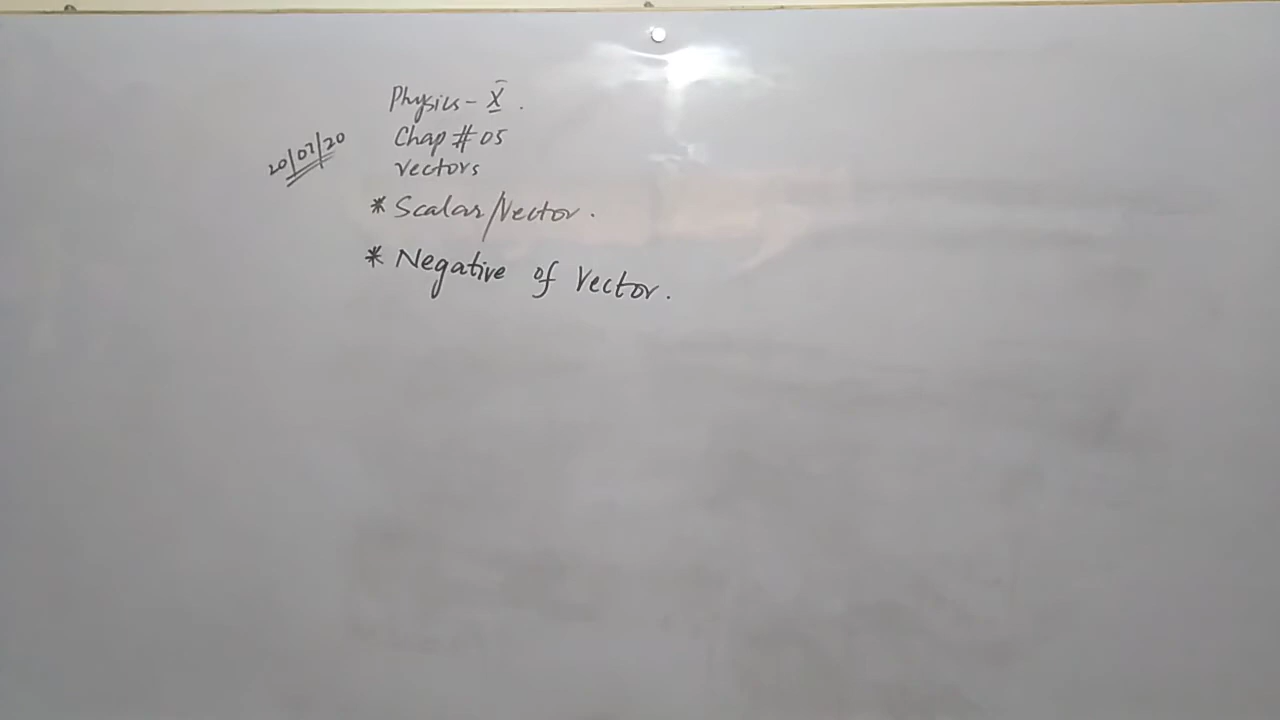 Physics - X.
20/07/20
Chap # 05
Vectors
* Scalar/Vector.
* Negative of Vector.